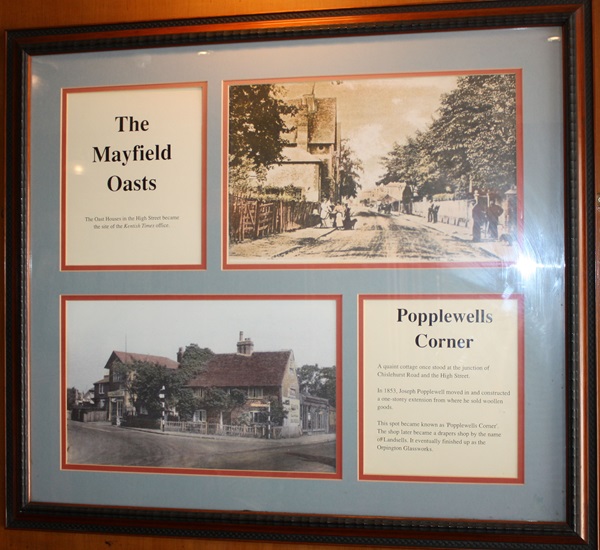 The
Mayfield
Oasts
The Oast Houses in the High Street became
the site of the Kentish Times office.
Popplewells
Corner
A quaint cottage once stood at the junction of
Chislehurst Road and the High Street.
In 1853, Joseph Popplewell moved in and constructed
a one-storey extension from where he sold woollen
goods.
This spot became known as 'Popplewells Corner'.
The shop later became a drapers shop by the name
of Landsells. It eventually finished up as the
Orpington Glassworks.